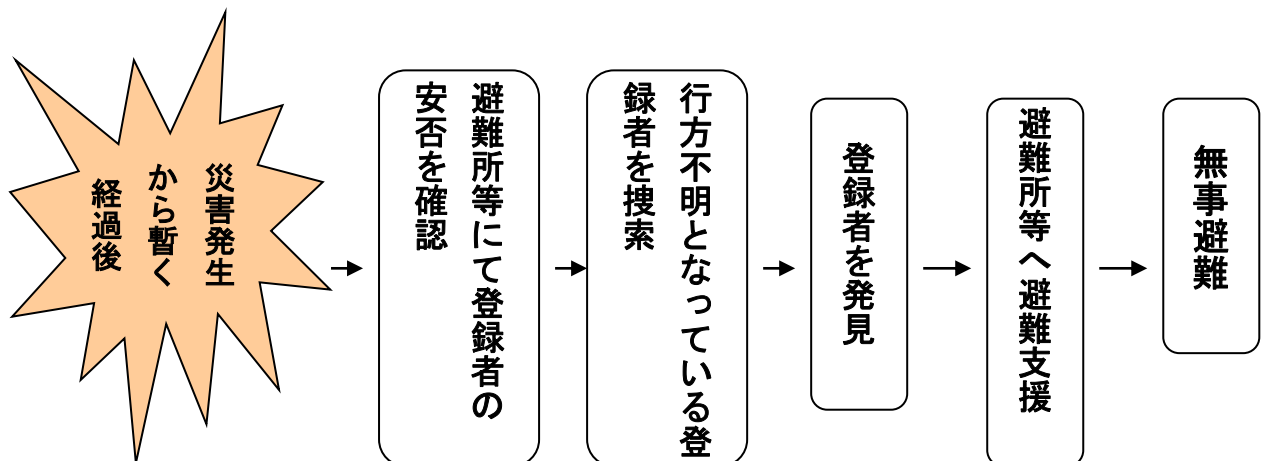 災害発生
から暫く
経過後
避難所等にて登録者の
安否を確認
行方不明となっている登
録者を捜索
登録者を発見
避難所等へ避難支援
無事避難